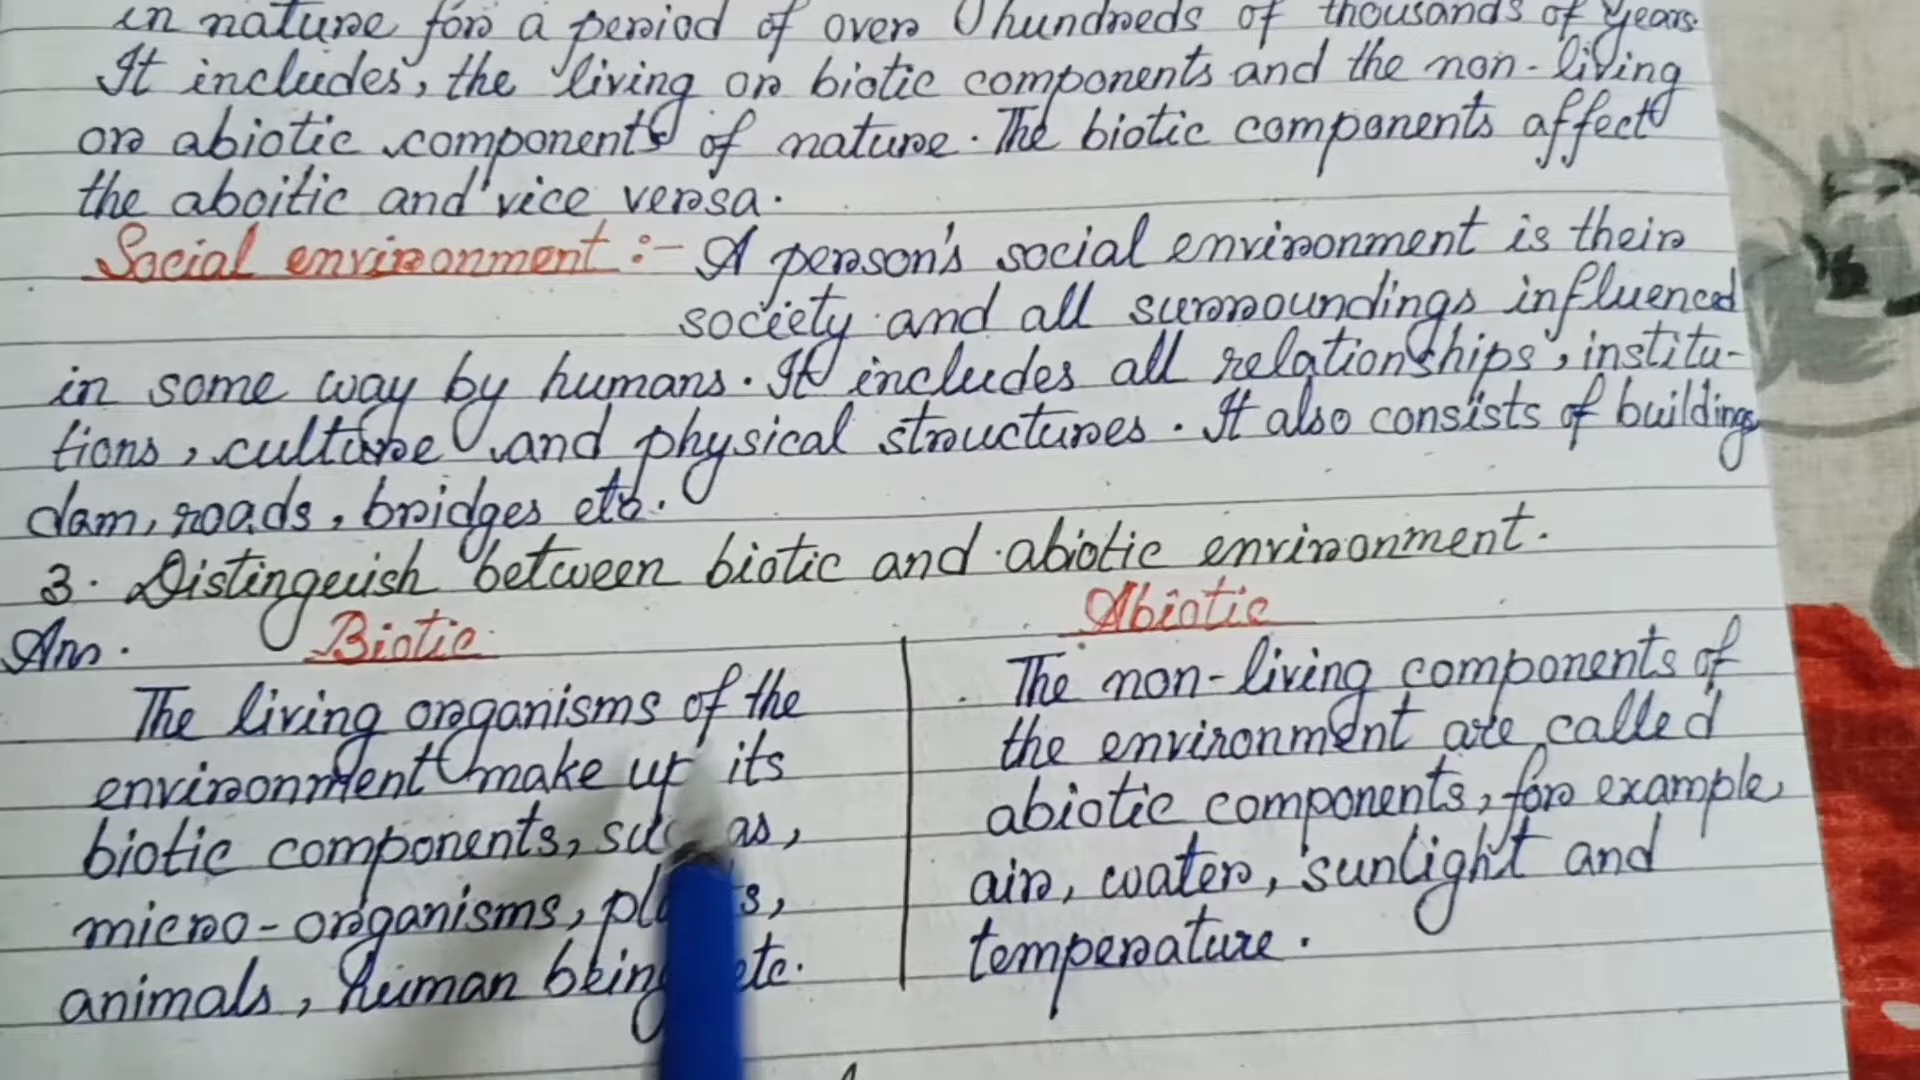 in nature for a period of over hundreds of thousands of years
It includes, the living or biotic components and the non-living
or abiotic components of nature. The biotic components affect
the aboitic and vice versa.
Social environment :- A person's social environment is their
society and all surroundings influenced
in some way by humans. It includes all relationships, institu-
tions, culture and physical structures. It also consists of buildings
dam, roads, bridges etc.
3. Distinguish between biotic and abiotic environment.
Ans. Biotic
The living organisms of the
environment make up its
biotic components, such as,
micro-organisms, plants,
animals, human being etc.
Abiotic
The non-living components of
the environment are called
abiotic components, for example,
air, water, sunlight and
temperature.